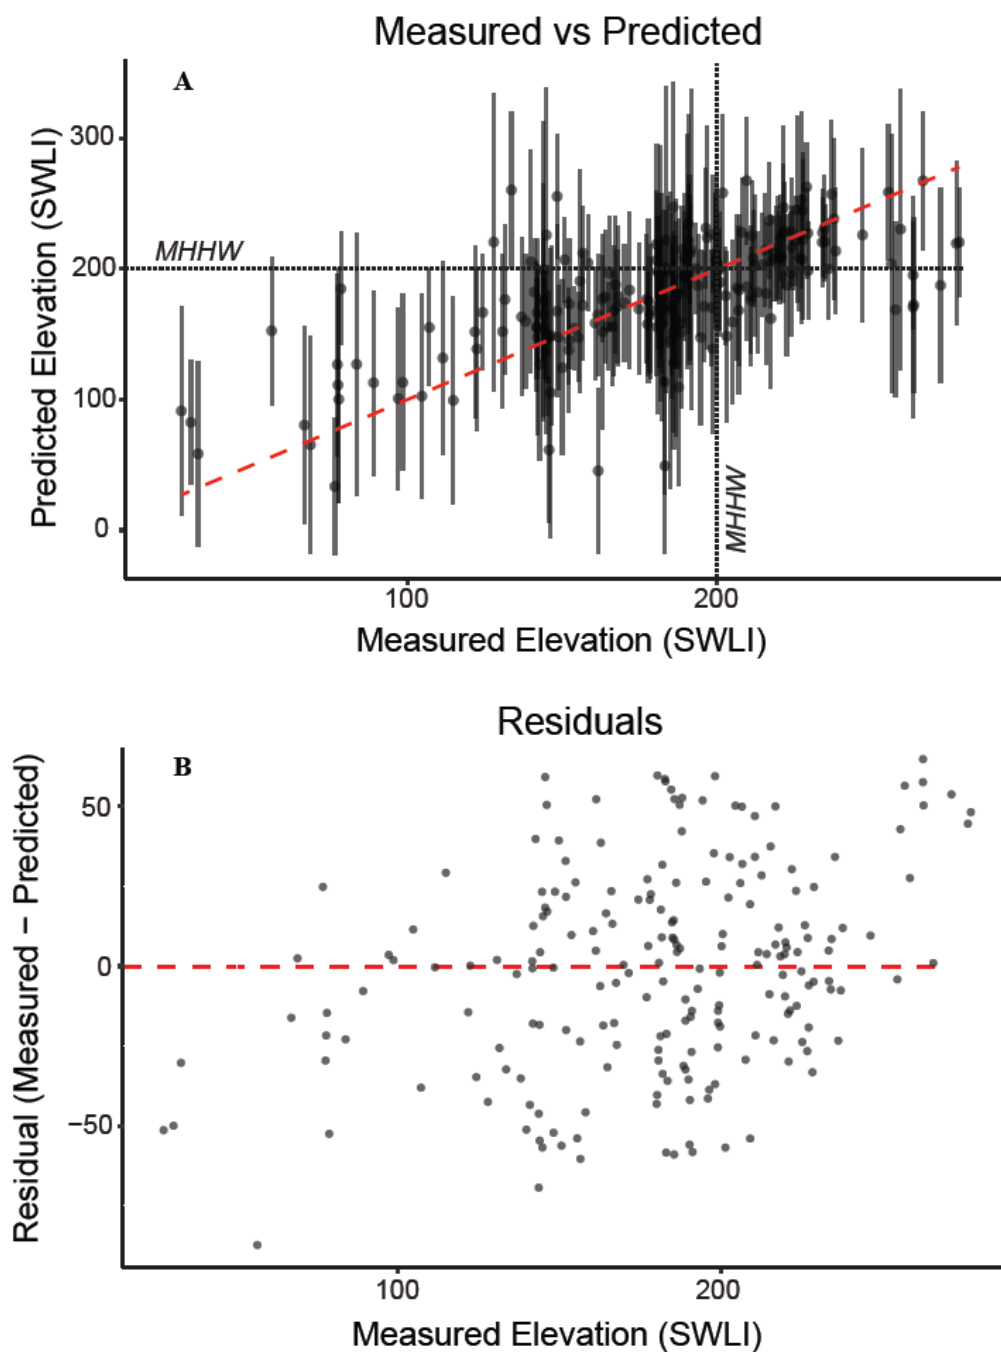 Measured vs Predicted
A
300
MHHW
200
100
0
Predicted Elevation (SWLI)
MHHW
100
200
Measured Elevation (SWLI)
Residuals
B
50
0
−50
Residual (Measured − Predicted)
100
200
Measured Elevation (SWLI)